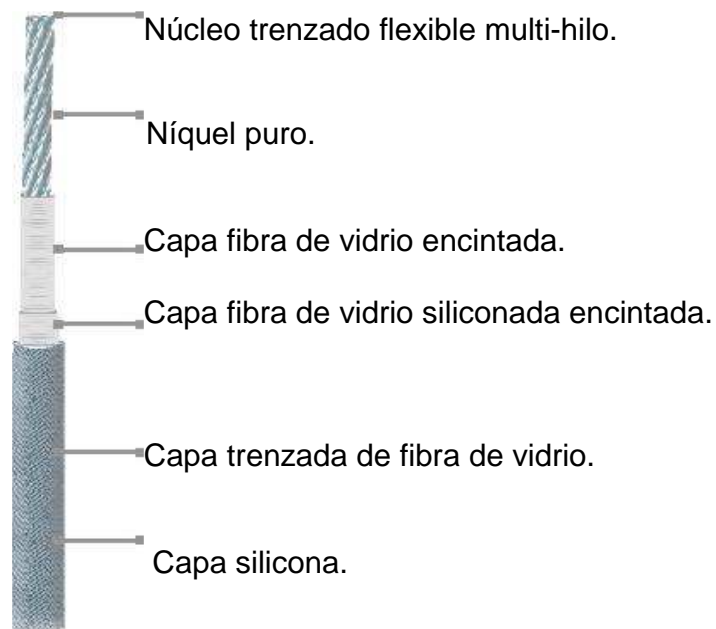 Núcleo trenzado flexible multi-hilo.
Níquel puro.
Capa fibra de vidrio encintada.
Capa fibra de vidrio siliconada encintada.
Capa trenzada de fibra de vidrio.
Capa silicona.